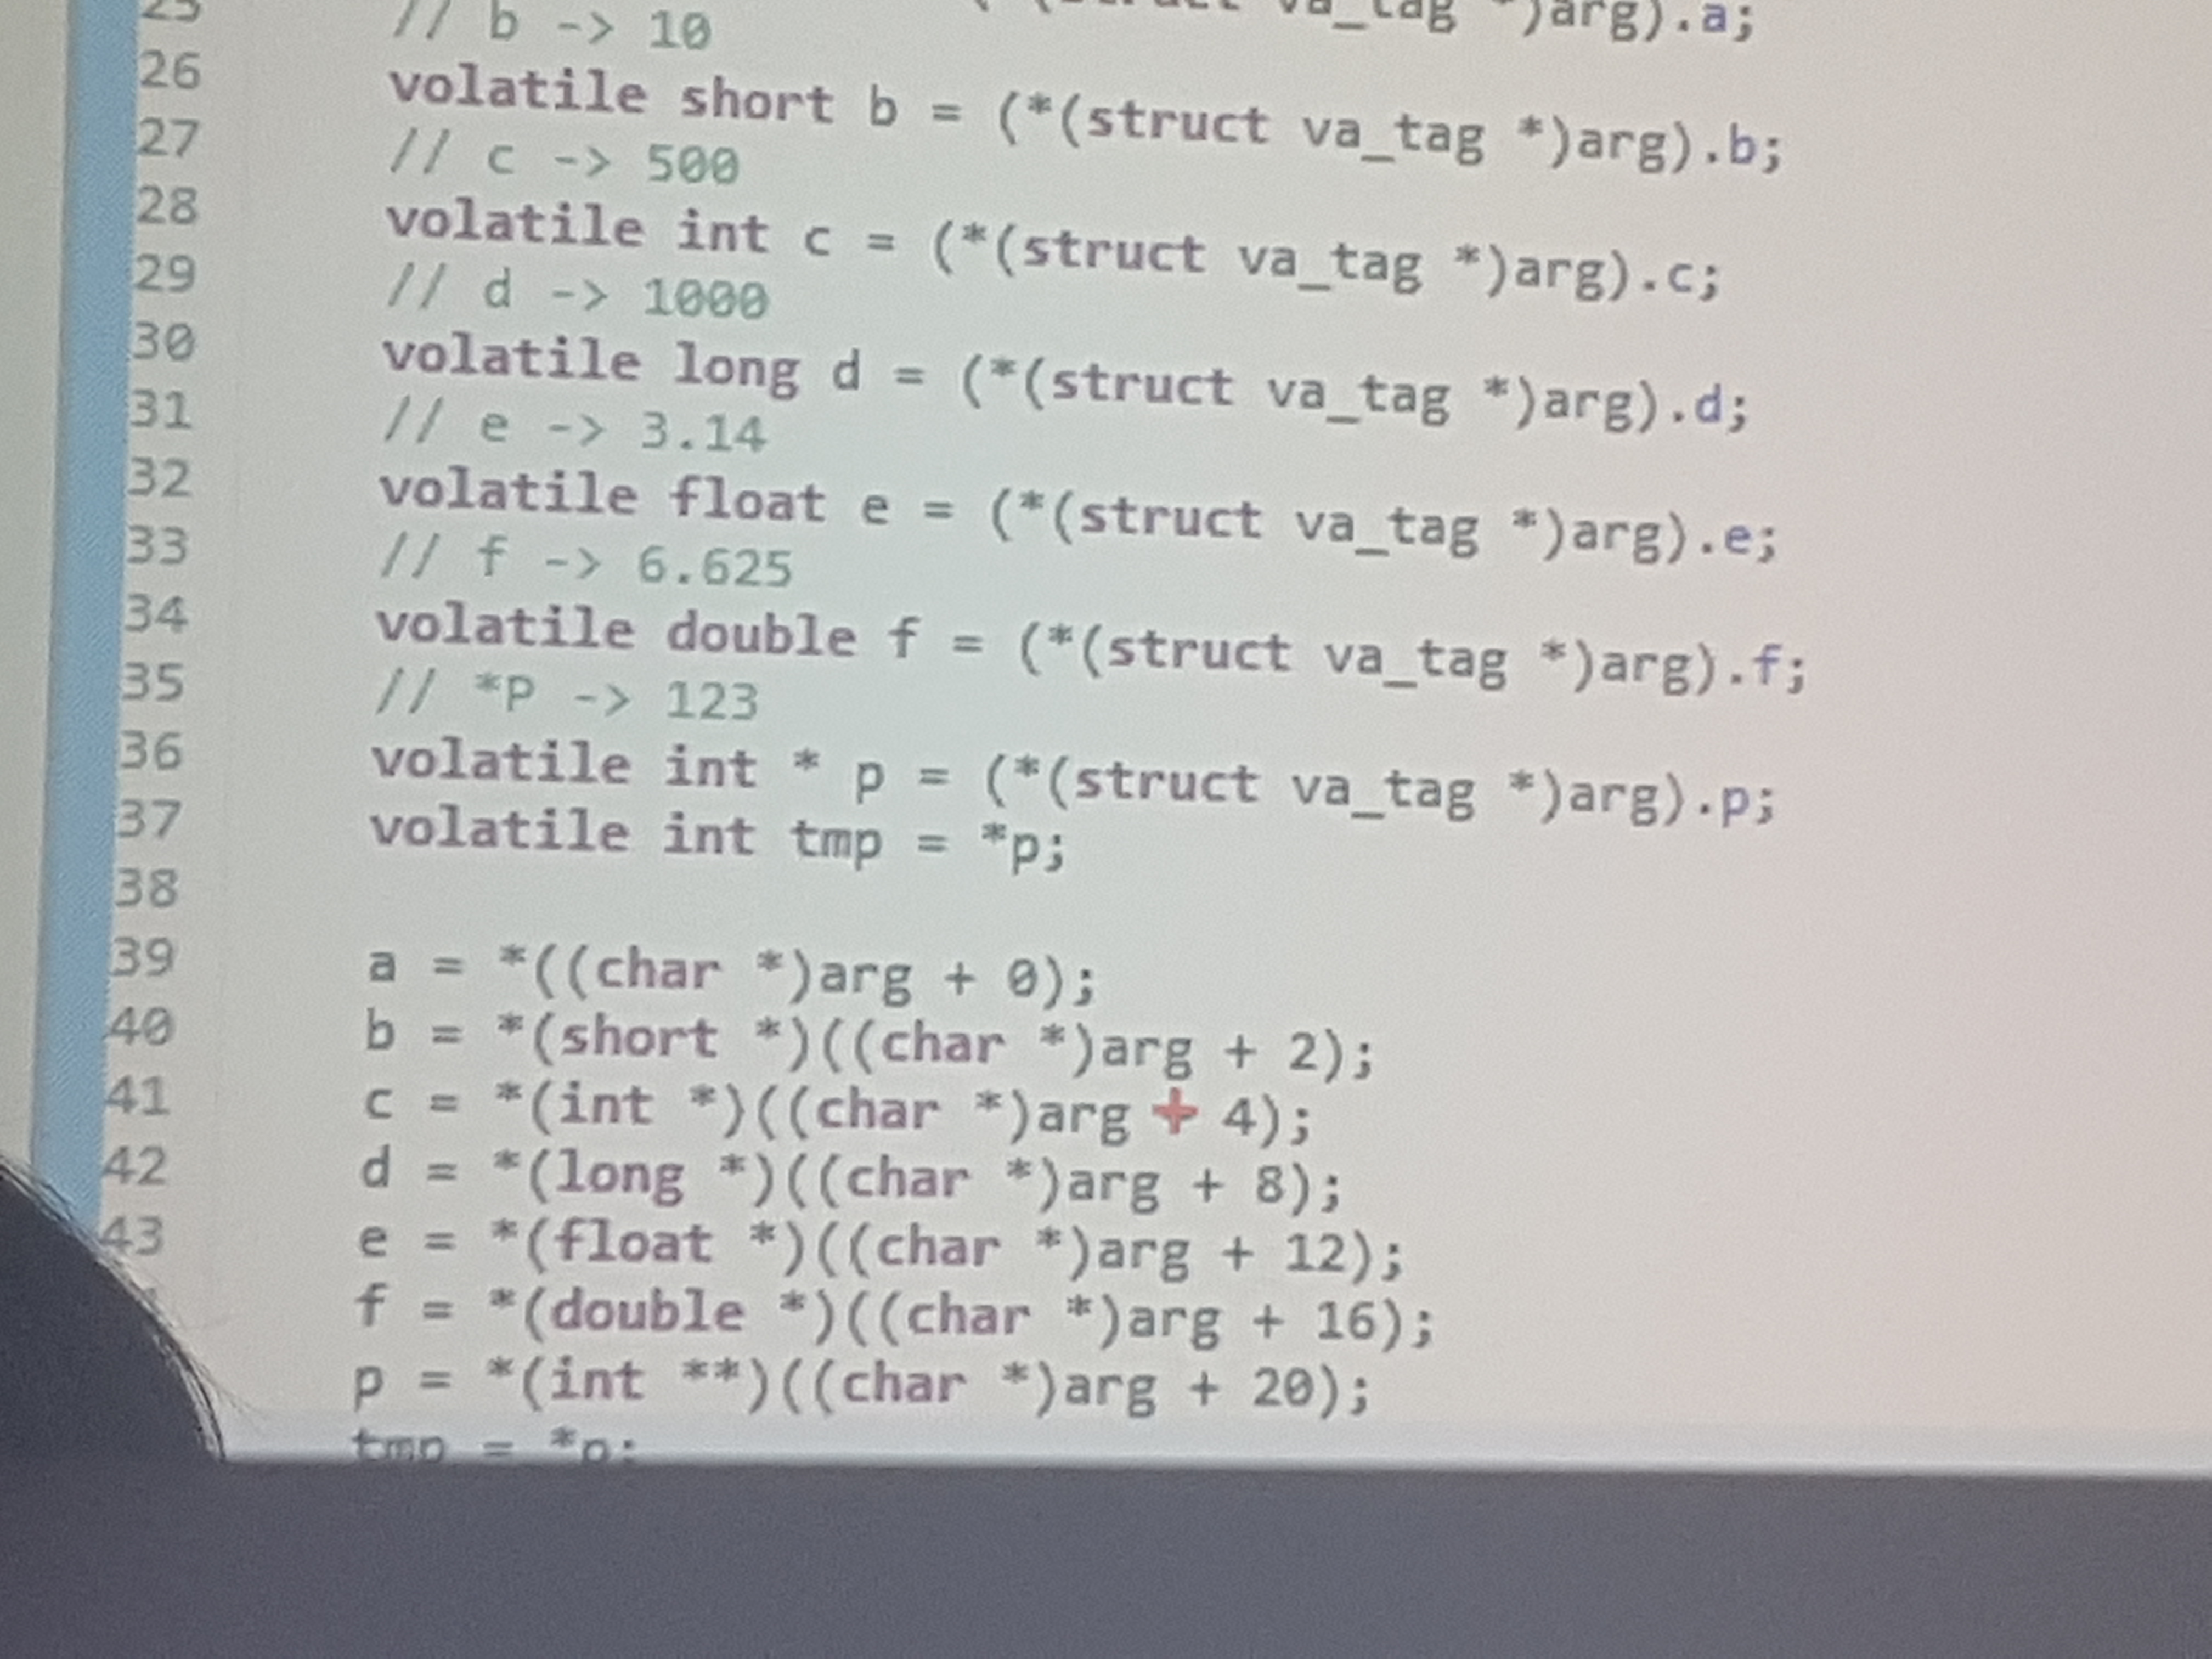 25 va_tag *)arg).a;
// b -> 10
26 volatile short b = (*(struct va_tag *)arg).b;
27 // c -> 500
28 volatile int c = (*(struct va_tag *)arg).c;
29 // d -> 1000
30 volatile long d = (*(struct va_tag *)arg).d;
31 // e -> 3.14
32 volatile float e = (*(struct va_tag *)arg).e;
33 // f -> 6.625
34 volatile double f = (*(struct va_tag *)arg).f;
35 // *p -> 123
36 volatile int * p = (*(struct va_tag *)arg).p;
37 volatile int tmp = *p;
38
39 a = *((char *)arg + 0);
40 b = *(short *)((char *)arg + 2);
41 c = *(int *)((char *)arg + 4);
42 d = *(long *)((char *)arg + 8);
43 e = *(float *)((char *)arg + 12);
f = *(double *)((char *)arg + 16);
p = *(int **)((char *)arg + 20);
tmp = *p;